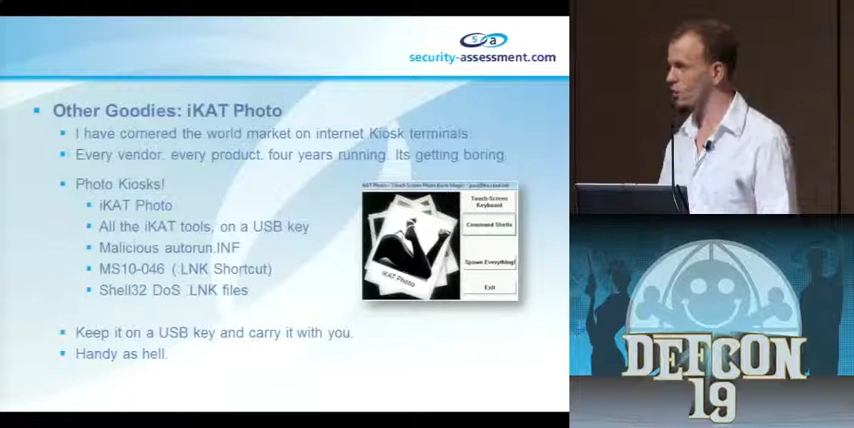 s a
security-assessment.com
Other Goodies: iKAT Photo
I have cornered the world market on internet Kiosk terminals.
Every vendor. every product. four years running. Its getting boring.
Photo Kiosks!
iKAT Photo
All the iKAT tools, on a USB key
Malicious autorun.INF
MS10-046 (.LNK Shortcut)
Shell32 DoS .LNK files
Touch-Screen
Keyboard
Command Shells
Spawn Everything!
Exit
iKAT Photo
Keep it on a USB key and carry it with you.
Handy as hell.
DEFCON
19